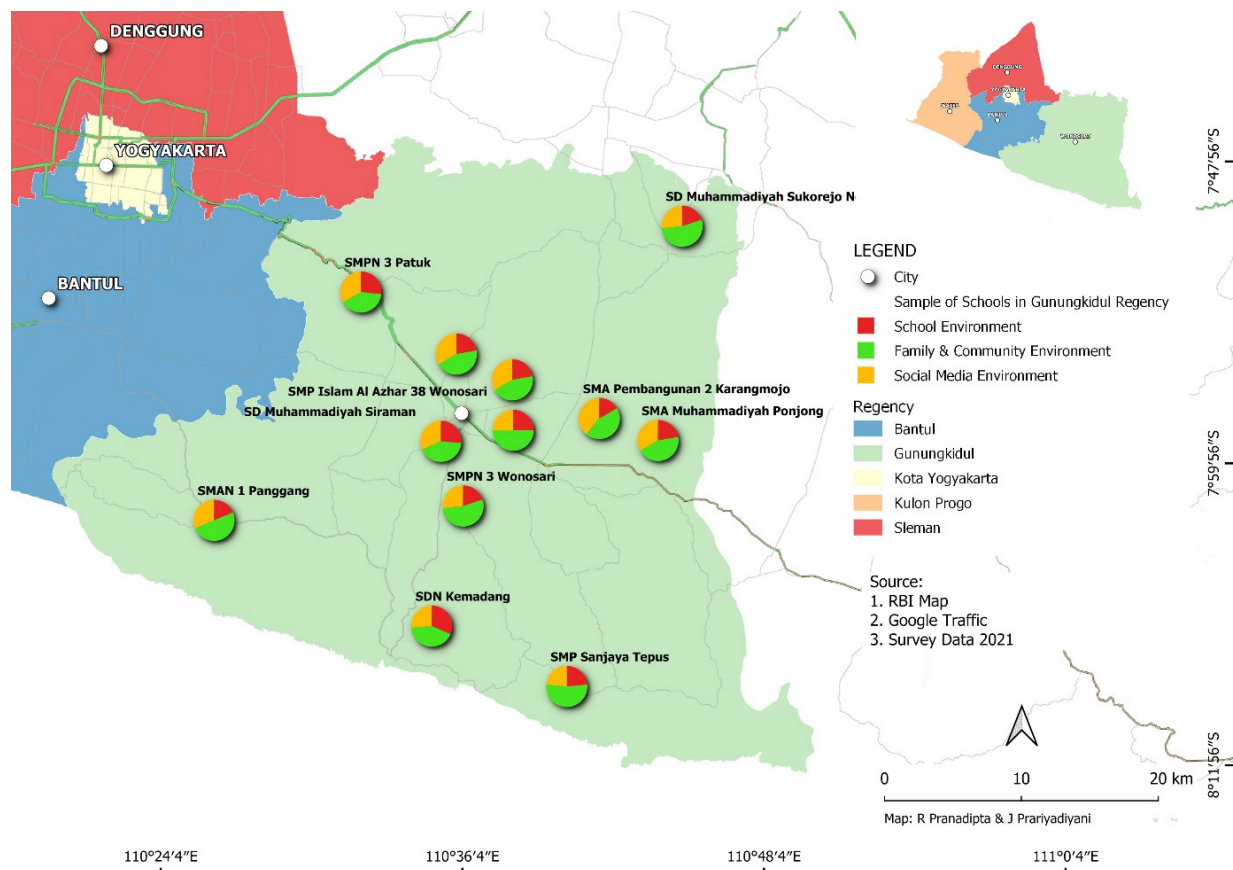 DENGGUNG
YOGYAKARTA
BANTUL
DENGGUNG
YOGYAKARTA
BANTUL
WONOSARI
SD Muhammadiyah Sukorejo N
SMPN 3 Patuk
SMP Islam Al Azhar 38 Wonosari
SD Muhammadiyah Siraman
SMA Pembangunan 2 Karangmojo
SMA Muhammadiyah Ponjong
SMPN 3 Wonosari
SMAN 1 Panggang
SDN Kemadang
SMP Sanjaya Tepus
LEGEND
City
Sample of Schools in Gunungkidul Regency
School Environment
Family & Community Environment
Social Media Environment
Regency
Bantul
Gunungkidul
Kota Yogyakarta
Kulon Progo
Sleman
Source:
1. RBI Map
2. Google Traffic
3. Survey Data 2021
0 10 20 km
Map: R Pranadipta & J Prariyadiyani
7°47'56"S
7°59'56"S
8°11'56"S
110°24'4"E 110°36'4"E 110°48'4"E 111°0'4"E